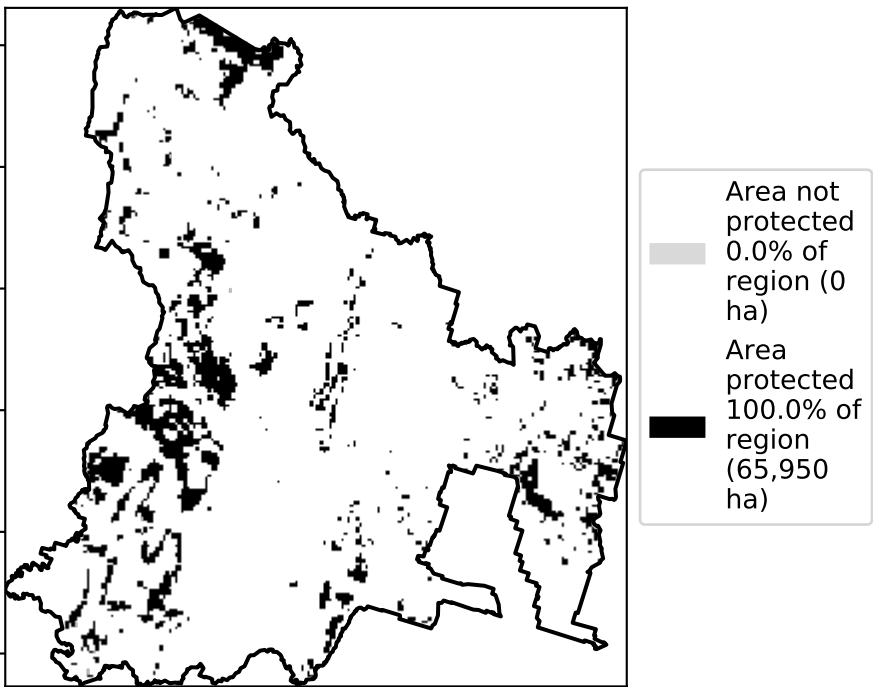 Area not
protected
0.0% of
region (0
ha)
Area
protected
100.0% of
region
(65,950
ha)